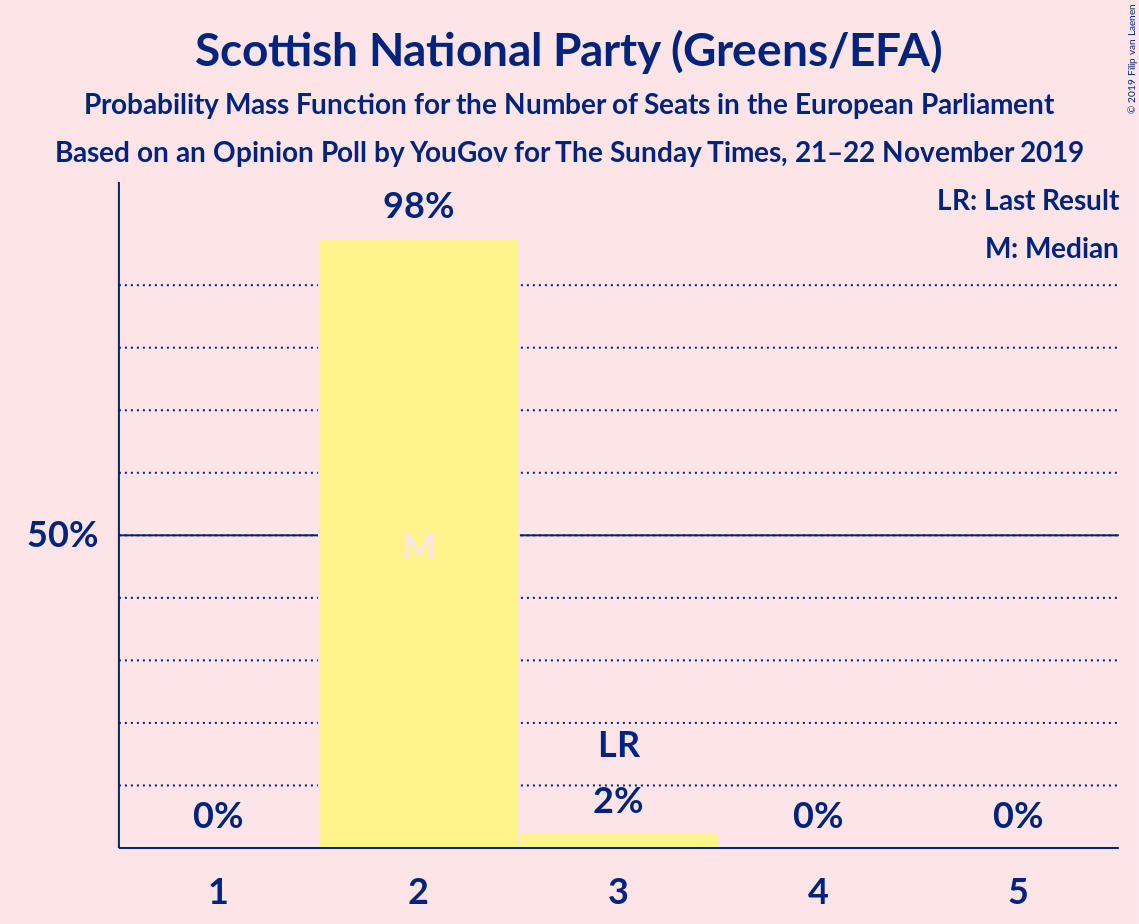 Scottish National Party (Greens/EFA)
Probability Mass Function for the Number of Seats in the European Parliament
Based on an Opinion Poll by YouGov for The Sunday Times, 21–22 November 2019
© 2019 Filip van Laenen
LR: Last Result
M: Median
98%
50%
M
LR
0%
2%
0%
0%
1
2
3
4
5